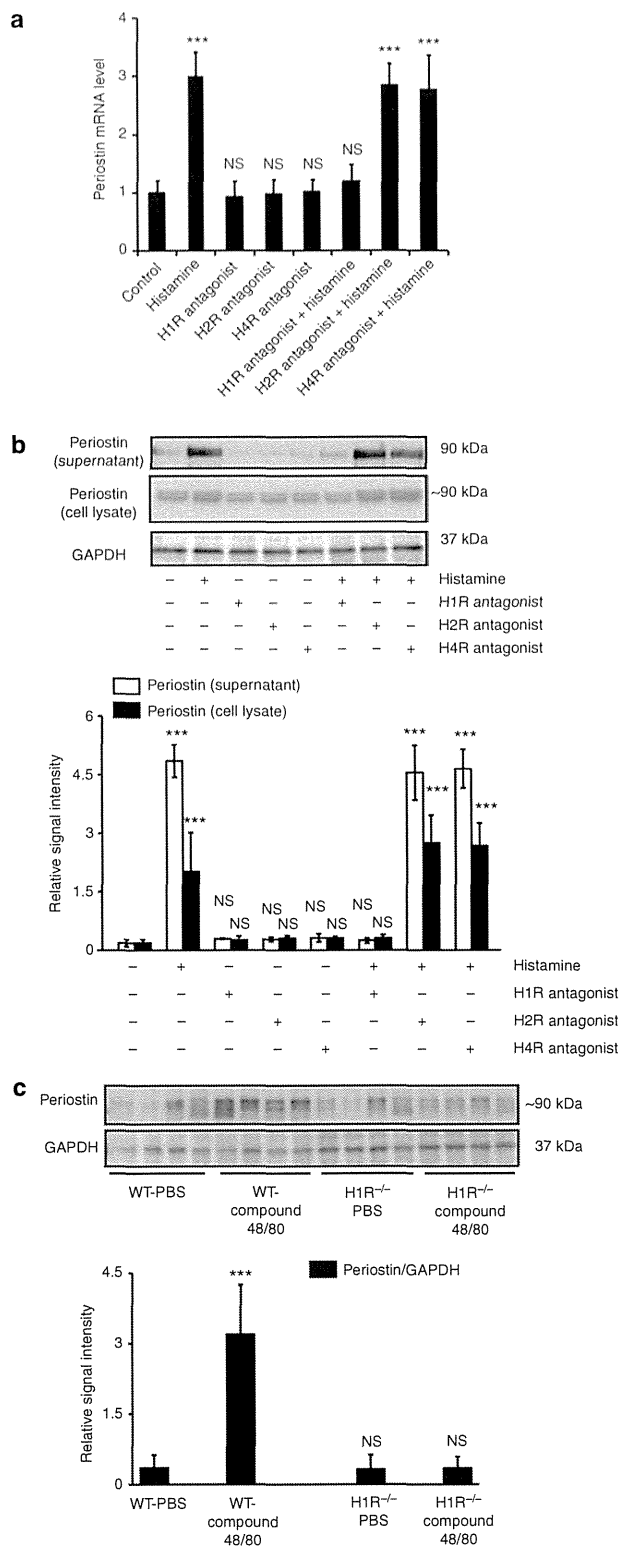 a
4
3
2
1
0
Periostin mRNA level
***
NS
NS
NS
NS
***
***
Control
Histamine
H1R antagonist
H2R antagonist
H4R antagonist
H1R antagonist + histamine
H2R antagonist + histamine
H4R antagonist + histamine
b
Periostin (supernatant)
90 kDa
Periostin (cell lysate)
~90 kDa
GAPDH
37 kDa
– + – – – + + + Histamine
– – + – – + – – H1R antagonist
– – – + – – + – H2R antagonist
– – – – + – – + H4R antagonist
Periostin (supernatant)
Periostin (cell lysate)
6
4.5
3
1.5
0
Relative signal intensity
***
***
NS
NS
NS
NS
NS
NS
NS
NS
***
***
***
***
– + – – – + + + Histamine
– – + – – + – – H1R antagonist
– – – + – – + – H2R antagonist
– – – – + – – + H4R antagonist
c
Periostin
~90 kDa
GAPDH
37 kDa
WT-PBS
WT-
compound
48/80
H1R–/–
PBS
H1R–/–
compound
48/80
4.5
3
1.5
0
Relative signal intensity
Periostin/GAPDH
***
NS
NS
WT-PBS
WT-
compound
48/80
H1R–/–
PBS
H1R–/–
compound
48/80